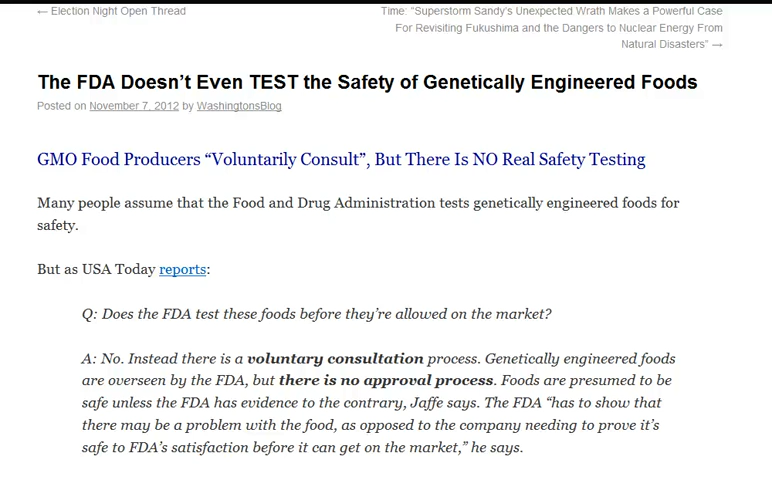 ← Election Night Open Thread
Time: "Superstorm Sandy's Unexpected Wrath Makes a Powerful Case
For Revisiting Fukushima and the Dangers to Nuclear Energy From
Natural Disasters" →
The FDA Doesn't Even TEST the Safety of Genetically Engineered Foods
Posted on November 7, 2012 by WashingtonsBlog
GMO Food Producers "Voluntarily Consult", But There Is NO Real Safety Testing
Many people assume that the Food and Drug Administration tests genetically engineered foods for
safety.
But as USA Today reports:
Q: Does the FDA test these foods before they're allowed on the market?
A: No. Instead there is a voluntary consultation process. Genetically engineered foods
are overseen by the FDA, but there is no approval process. Foods are presumed to be
safe unless the FDA has evidence to the contrary, Jaffe says. The FDA "has to show that
there may be a problem with the food, as opposed to the company needing to prove it's
safe to FDA's satisfaction before it can get on the market," he says.